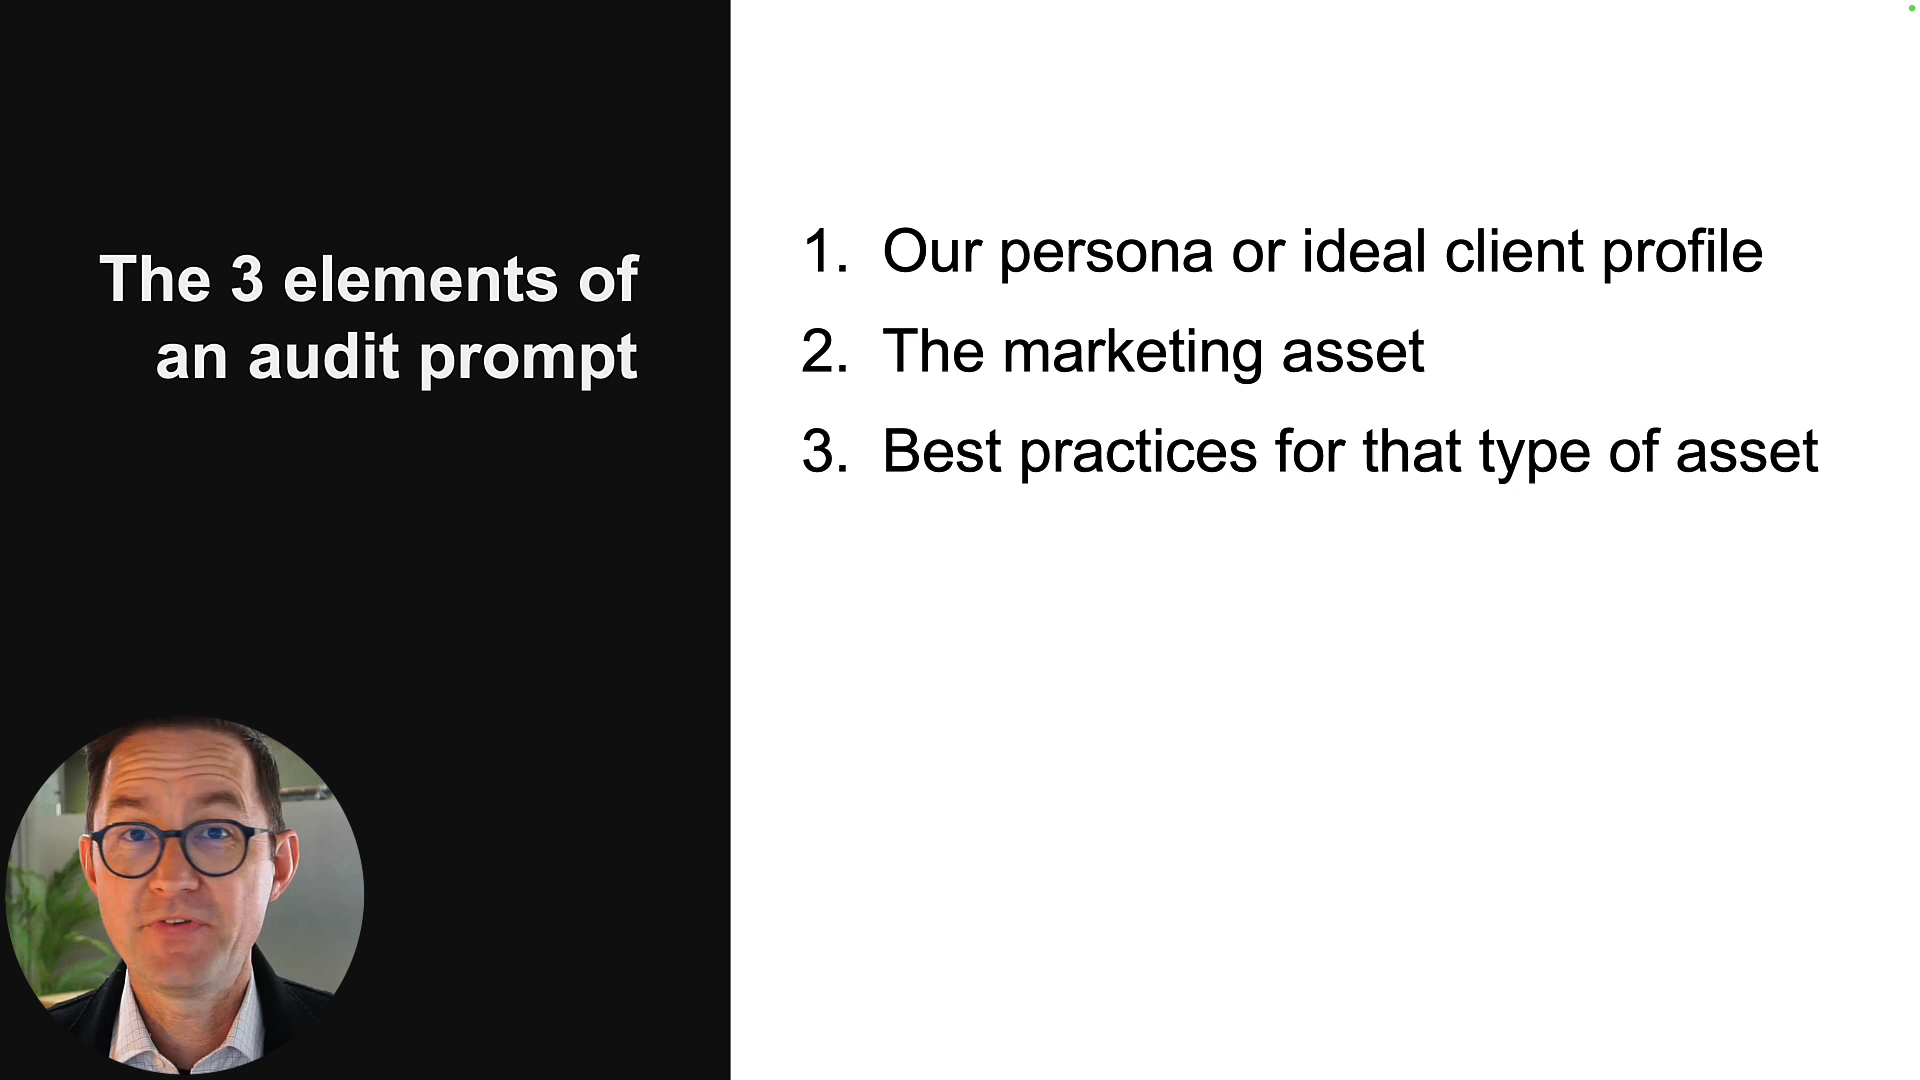 The 3 elements of
an audit prompt
1. Our persona or ideal client profile
2. The marketing asset
3. Best practices for that type of asset